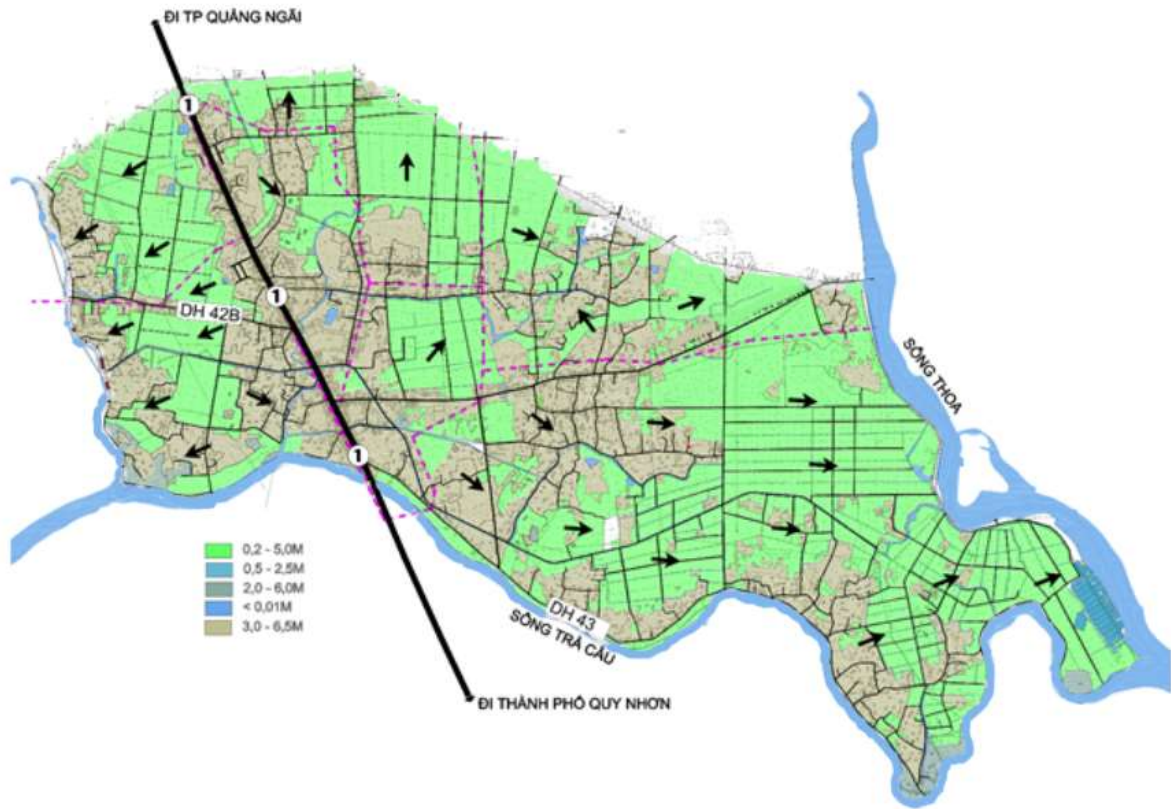 ĐI TP QUẢNG NGÃI
1
1
DH 42B
SÔNG THOA
1
0,2 - 5,0M
0,5 - 2,5M
2,0 - 6,0M
< 0,01M
3,0 - 6,5M
DH 43
SÔNG TRÀ CÂU
ĐI THÀNH PHỐ QUY NHƠN